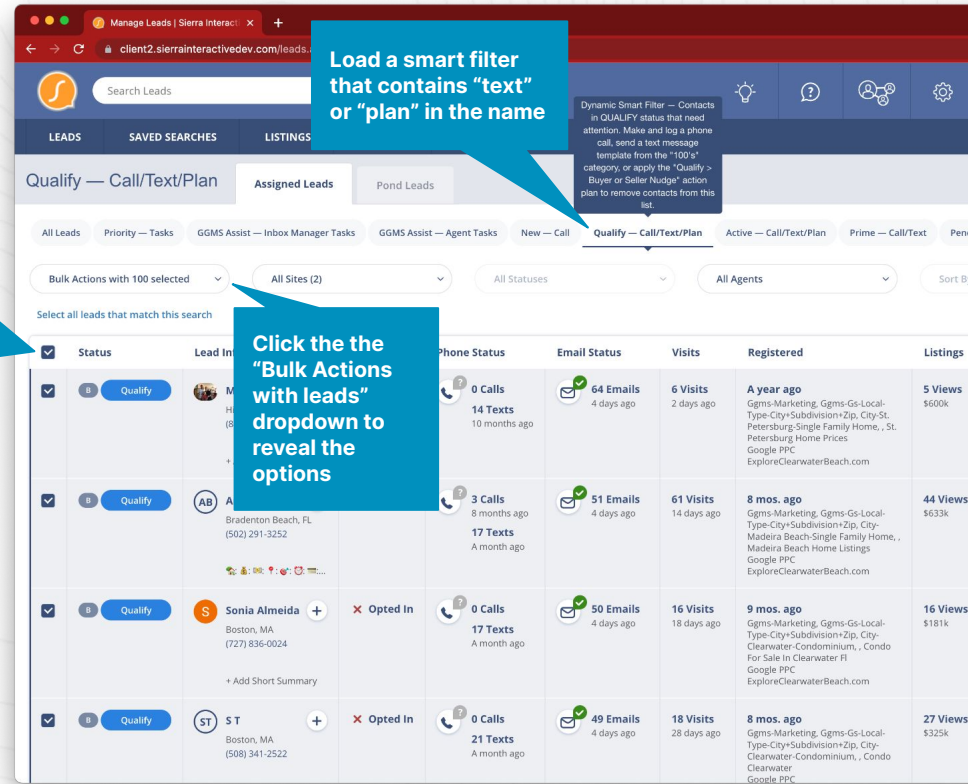 Manage Leads | Sierra Interacti
client2.sierrainteractivedev.com/leads.a
Load a smart filter
that contains “text”
or “plan” in the name
Search Leads
Dynamic Smart Filter — Contacts
in QUALIFY status that need
attention. Make and log a phone
call, send a text message
template from the "100's"
category, or apply the "Qualify >
Buyer or Seller Nudge" action
plan to remove contacts from this
list.
LEADS SAVED SEARCHES LISTINGS
Qualify — Call/Text/Plan Assigned Leads Pond Leads
All Leads Priority — Tasks GGMS Assist — Inbox Manager Tasks GGMS Assist — Agent Tasks New — Call Qualify — Call/Text/Plan Active — Call/Text/Plan Prime — Call/Text Pen
Bulk Actions with 100 selected All Sites (2) All Statuses All Agents Sort B
Select all leads that match this search
Click the the
“Bulk Actions
with leads”
dropdown to
reveal the
options
Status Lead In Phone Status Email Status Visits Registered Listings
B Qualify M 0 Calls 64 Emails 6 Visits A year ago 5 Views
14 Texts 4 days ago 2 days ago Ggms-Marketing, Ggms-Gs-Local- $600k
10 months ago Type-City+Subdivision+Zip, City-St.
Petersburg-Single Family Home, , St.
Petersburg Home Prices
Google PPC
ExploreClearwaterBeach.com
B Qualify AB A 3 Calls 51 Emails 61 Visits 8 mos. ago 44 Views
Bradenton Beach, FL 8 months ago 4 days ago 14 days ago Ggms-Marketing, Ggms-Gs-Local- $633k
(502) 291-3252 17 Texts Type-City+Subdivision+Zip, City-
A month ago Madeira Beach-Single Family Home, ,
Madeira Beach Home Listings
Google PPC
ExploreClearwaterBeach.com
B Qualify S Sonia Almeida + X Opted In 0 Calls 50 Emails 16 Visits 9 mos. ago 16 Views
Boston, MA 17 Texts 4 days ago 18 days ago Ggms-Marketing, Ggms-Gs-Local- $181k
(727) 836-0024 A month ago Type-City+Subdivision+Zip, City-
Clearwater-Condominium, , Condo
For Sale In Clearwater Fl
Google PPC
+ Add Short Summary ExploreClearwaterBeach.com
B Qualify ST S T + X Opted In 0 Calls 49 Emails 18 Visits 8 mos. ago 27 Views
Boston, MA 21 Texts 4 days ago 28 days ago Ggms-Marketing, Ggms-Gs-Local- $325k
(508) 341-2522 A month ago Type-City+Subdivision+Zip, City-
Clearwater-Condominium, , Condo
Clearwater
Google PPC